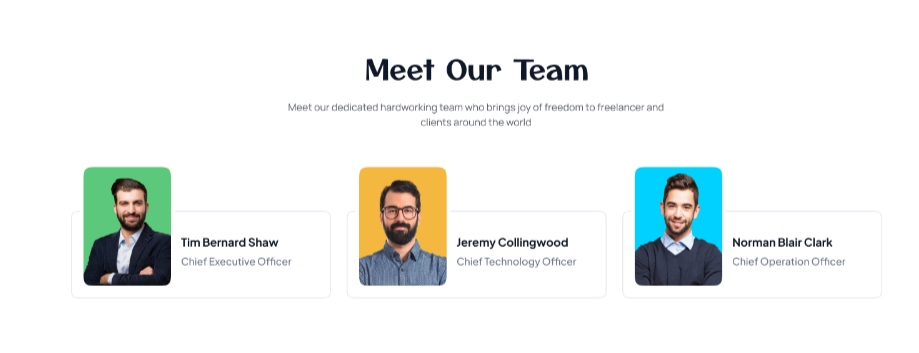 Meet Our Team
Meet our dedicated hardworking team who brings joy of freedom to freelancer and
clients around the world
Tim Bernard Shaw
Chief Executive Officer
Jeremy Collingwood
Chief Technology Officer
Norman Blair Clark
Chief Operation Officer